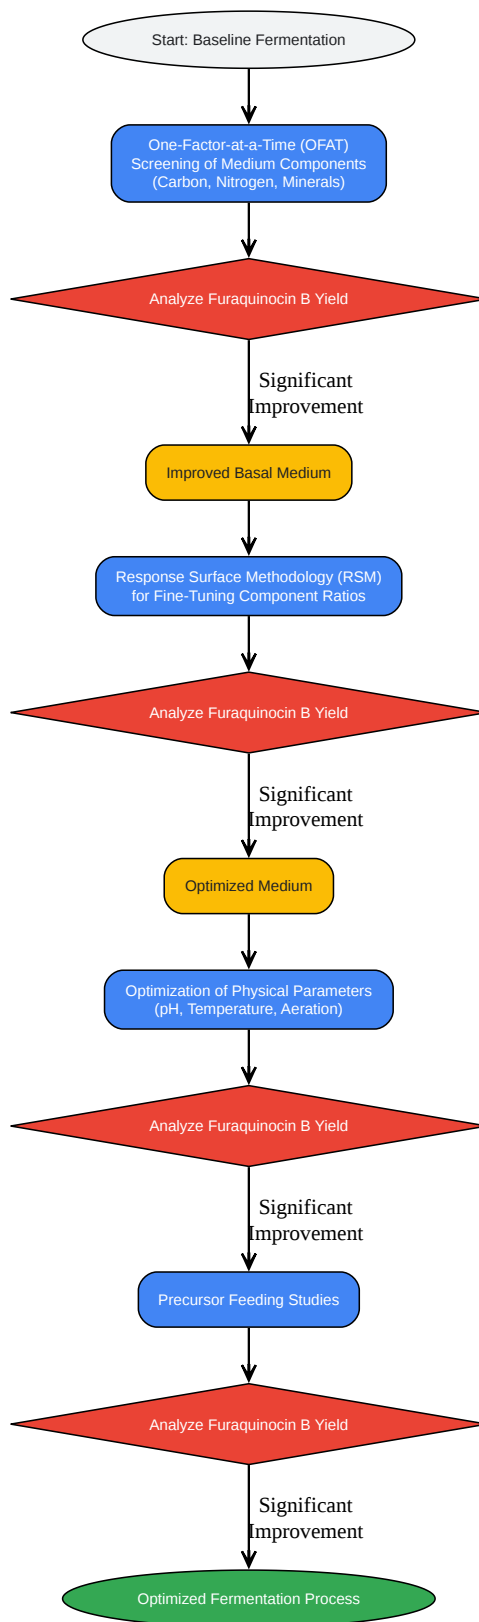 Start: Baseline Fermentation
One-Factor-at-a-Time (OFAT)
Screening of Medium Components
(Carbon, Nitrogen, Minerals)
Analyze Furaquinocin B Yield
Significant
Improvement
Improved Basal Medium
Response Surface Methodology (RSM)
for Fine-Tuning Component Ratios
Analyze Furaquinocin B Yield
Significant
Improvement
Optimized Medium
Optimization of Physical Parameters
(pH, Temperature, Aeration)
Analyze Furaquinocin B Yield
Significant
Improvement
Precursor Feeding Studies
Analyze Furaquinocin B Yield
Significant
Improvement
Optimized Fermentation Process